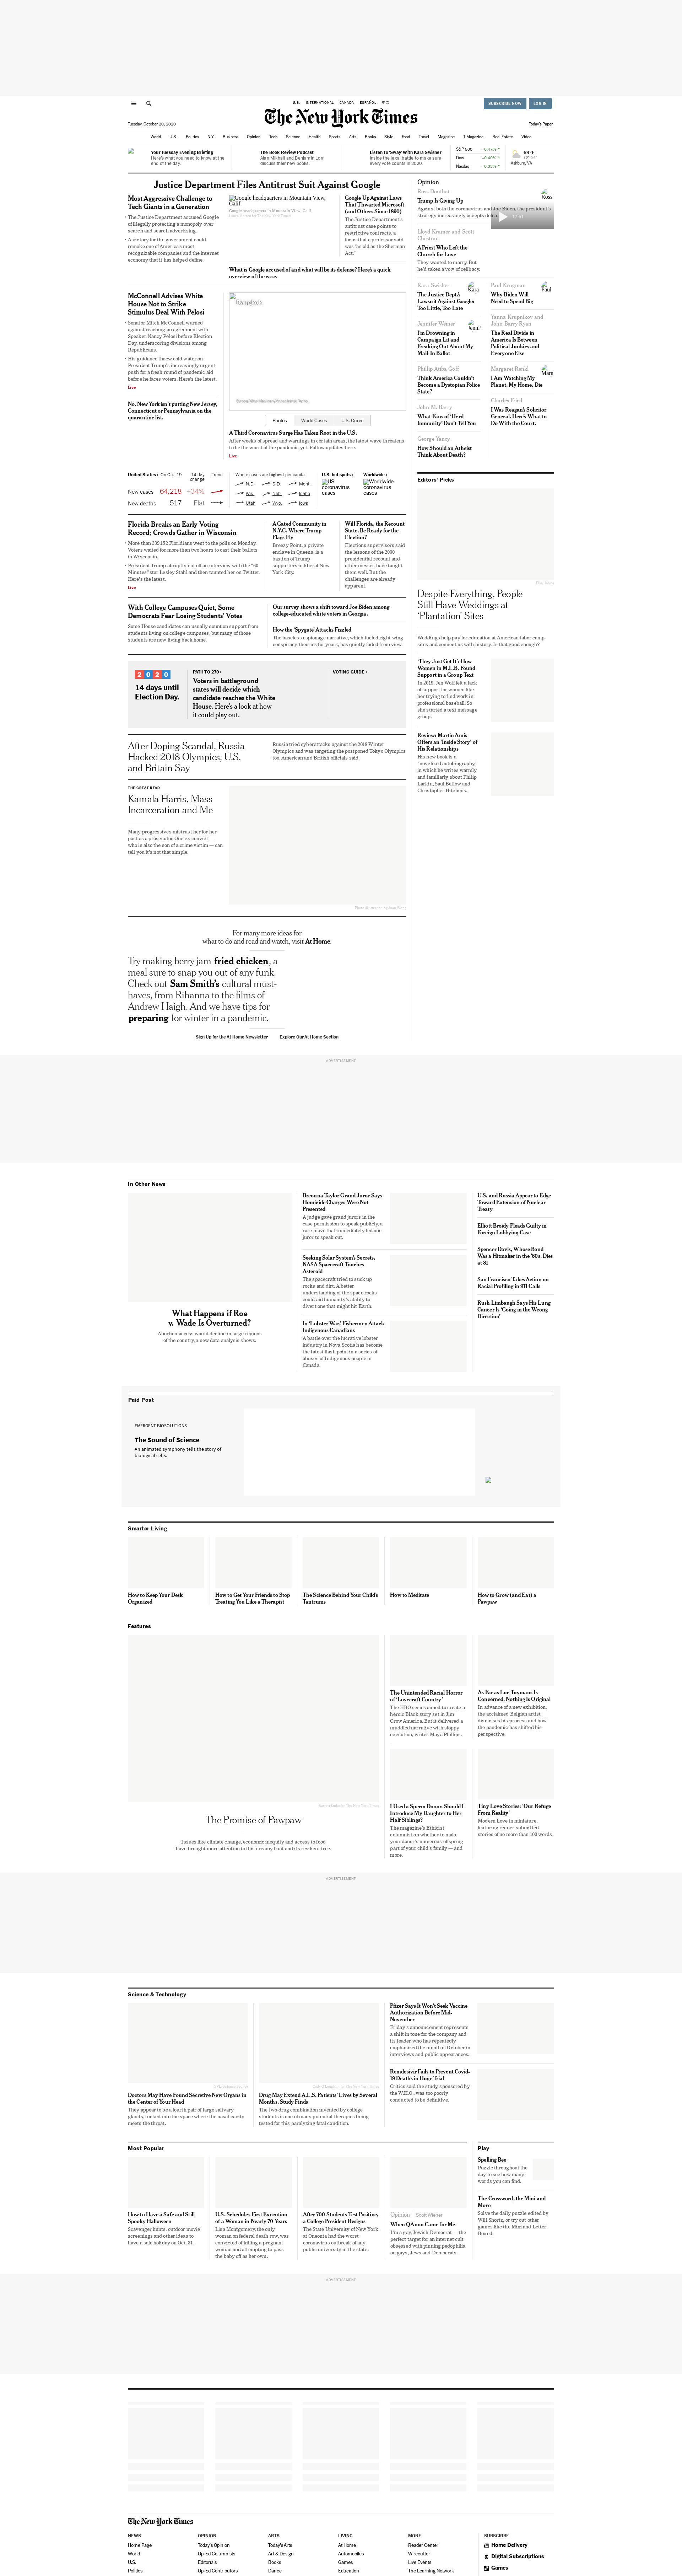 U.S.
INTERNATIONAL
CANADA
ESPAÑOL
中文
SUBSCRIBE NOW
LOG IN
The New York Times
Tuesday, October 20, 2020
Today's Paper
World U.S. Politics N.Y. Business Opinion Tech Science Health Sports Arts Books Style Food Travel Magazine T Magazine Real Estate Video
Your Tuesday Evening Briefing
Here's what you need to know at the end of the day.
The Book Review Podcast
Alan Mikhail and Benjamin Lorr discuss their new books.
Listen to 'Sway' With Kara Swisher
Inside the legal battle to make sure every vote counts in 2020.
S&P 500 +0.47% ↑
Dow +0.40% ↑
Nasdaq +0.33% ↑
69°F
Ashburn, VA
Justice Department Files Antitrust Suit Against Google
Most Aggressive Challenge to Tech Giants in a Generation
The Justice Department accused Google of illegally protecting a monopoly over search and search advertising.
A victory for the government could remake one of America's most recognizable companies and the internet economy that it has helped define.
Google headquarters in Mountain View, Calif.
Google Up Against Laws That Thwarted Microsoft (and Others Since 1890)
The Justice Department's antitrust case points to restrictive contracts, a focus that a professor said was "as old as the Sherman Act."
What is Google accused of and what will be its defense? Here's a quick overview of the case.
McConnell Advises White House Not to Strike Stimulus Deal With Pelosi
Senator Mitch McConnell warned against reaching an agreement with Speaker Nancy Pelosi before Election Day, underscoring divisions among Republicans.
His guidance threw cold water on President Trump's increasingly urgent push for a fresh round of pandemic aid before he faces voters. Here's the latest.
Live
No, New York isn't putting New Jersey, Connecticut or Pennsylvania on the quarantine list.
Photos
World Cases
U.S. Curve
A Third Coronavirus Surge Has Taken Root in the U.S.
After weeks of spread and warnings in certain areas, the latest wave threatens to be the worst of the pandemic yet. Follow updates here.
Live
United States › On Oct. 19 14-day change Trend
New cases 64,218 +34%
New deaths 517 Flat
Where cases are highest per capita
N.D. S.D. Mont.
Wis. Neb. Idaho
Utah Wyo. Iowa
U.S. hot spots ›
US coronavirus cases
Worldwide ›
Worldwide coronavirus cases
Florida Breaks an Early Voting Record; Crowds Gather in Wisconsin
More than 359,152 Floridians went to the polls on Monday. Voters waited for more than two hours to cast their ballots in Wisconsin.
President Trump abruptly cut off an interview with the "60 Minutes" star Lesley Stahl and then taunted her on Twitter. Here's the latest.
Live
A Gated Community in N.Y.C. Where Trump Flags Fly
Breezy Point, a private enclave in Queens, is a bastion of Trump supporters in liberal New York City.
Will Florida, the Recount State, Be Ready for the Election?
Elections supervisors said the lessons of the 2000 presidential election and other messes have taught them well. But the challenges are already apparent.
With College Campuses Quiet, Some Democrats Fear Losing Students' Votes
Some House candidates can usually count on support from students living on college campuses, but many of those students are now living back home.
Our survey shows a shift toward Joe Biden among college-educated white voters in Georgia.
How the 'Spygate' Attacks Fizzled
The baseless espionage narrative, which fueled right-wing conspiracy theories for years, has quietly faded from view.
2020
14 days until Election Day.
PATH TO 270 ›
Voters in battleground states will decide which candidate reaches the White House. Here's a look at how it could play out.
VOTING GUIDE ›
After Doping Scandal, Russia Hacked 2018 Olympics, U.S. and Britain Say
Russia tried cyberattacks against the 2018 Winter Olympics and was targeting the postponed Tokyo Olympics too, American and British officials said.
THE GREAT READ
Kamala Harris, Mass Incarceration and Me
Many progressives mistrust her for her past as a prosecutor. One ex-convict — who is also the son of a crime victim — can tell you it's not that simple.
For many more ideas for what to do and read and watch, visit At Home.
Try making berry jam fried chicken, a meal sure to snap you out of any funk. Check out Sam Smith's cultural must-haves, from Rihanna to the films of Andrew Haigh. And we have tips for preparing for winter in a pandemic.
Sign Up for the At Home Newsletter
Explore Our At Home Section
Opinion
Ross Douthat
Trump Is Giving Up
Lloyd Kramer and Scott Chestnut
A Priest Who Left the Church for Love
They wanted to marry. But he'd taken a vow of celibacy.
Kara Swisher
The Justice Dept.'s Lawsuit Against Google: Too Little, Too Late
Jennifer Weiner
I'm Drowning in Campaign Lit and Freaking Out About My Mail-In Ballot
Phillip Atiba Goff
Think America Couldn't Become a Dystopian Police State?
John M. Barry
What Fans of 'Herd Immunity' Don't Tell You
George Yancy
How Should an Atheist Think About Death?
Paul Krugman
Why Biden Will Need to Spend Big
John Barry Ryan
The Real Divide in America Is Between Political Junkies and Everyone Else
Margaret Renkl
I Am Watching My Planet, My Home, Die
Charles Fried
I Was Reagan's Solicitor General. Here's What to Do With the Court.
Editors' Picks
Despite Everything, People Still Have Weddings at 'Plantation' Sites
Weddings help pay for education at American labor camp sites and connect us with history. Is that good enough?
'They Just Get It': How Women in M.L.B. Found Support in a Group Text
In 2019, Jen Wolf felt a lack of support for women like her trying to find work in professional baseball. So she started a text message group.
Review: Martin Amis Offers an 'Inside Story' of His Relationships
His new book is a "novelized autobiography," in which he writes warmly and familiarly about Philip Larkin, Saul Bellow and Christopher Hitchens.
ADVERTISEMENT
In Other News
What Happens if Roe v. Wade Is Overturned?
Abortion access would decline in large regions of the country, a new data analysis shows.
Breonna Taylor Grand Juror Says Homicide Charges Were Not Presented
A judge gave grand jurors in the case permission to speak publicly, a rare move that immediately led one juror to speak out.
Seeking Solar System's Secrets, NASA Spacecraft Touches Asteroid
The spacecraft tried to suck up rocks and dirt. A better understanding of the space rocks could aid humanity's ability to divert one that might hit Earth.
In 'Lobster War,' Fishermen Attack Indigenous Canadians
A battle over the lucrative lobster industry in Nova Scotia has become the latest flash point in a series of abuses of Indigenous people in Canada.
U.S. and Russia Appear to Edge Toward Extension of Nuclear Treaty
Elliott Broidy Pleads Guilty in Foreign Lobbying Case
Spencer Davis, Whose Band Was a Hitmaker in the '60s, Dies at 81
San Francisco Takes Action on Racial Profiling in 911 Calls
Rush Limbaugh Says His Lung Cancer Is 'Going in the Wrong Direction'
Paid Post
EMERGENT BIOSOLUTIONS
The Sound of Science
An animated symphony tells the story of biological cells.
Smarter Living
How to Keep Your Desk Organized
How to Get Your Friends to Stop Treating You Like a Therapist
The Science Behind Your Child's Tantrums
How to Meditate
How to Grow (and Eat) a Pawpaw
Features
The Promise of Pawpaw
Issues like climate change, economic inequity and access to food have brought more attention to this creamy fruit and its resilient tree.
The Unintended Racial Horror of 'Lovecraft Country'
The HBO series aimed to create a heroic Black story set in Jim Crow America. But it delivered a muddled narrative with sloppy execution, writes Maya Phillips.
As Far as Luc Tuymans Is Concerned, Nothing Is Original
In advance of a new exhibition, the acclaimed Belgian artist discusses his process and how the pandemic has shifted his perspective.
I Used a Sperm Donor. Should I Introduce My Daughter to Her Half Siblings?
The magazine's Ethicist columnist on whether to make your donor's numerous offspring part of your child's family — and more.
Tiny Love Stories: 'Our Refuge From Reality'
Modern Love in miniature, featuring reader-submitted stories of no more than 100 words.
ADVERTISEMENT
Science & Technology
Doctors May Have Found Secretive New Organs in the Center of Your Head
They appear to be a fourth pair of large salivary glands, tucked into the space where the nasal cavity meets the throat.
Drug May Extend A.L.S. Patients' Lives by Several Months, Study Finds
The two-drug combination invented by college students is one of many potential therapies being tested for this paralyzing fatal condition.
Pfizer Says It Won't Seek Vaccine Authorization Before Mid-November
Friday's announcement represents a shift in tone for the company and its leader, who has repeatedly emphasized the month of October in interviews and public appearances.
Remdesivir Fails to Prevent Covid-19 Deaths in Huge Trial
Critics said the study, sponsored by the W.H.O., was too poorly conducted to be definitive.
Most Popular
How to Have a Safe and Still Spooky Halloween
Scavenger hunts, outdoor movie screenings and other ideas to have a safe holiday on Oct. 31.
U.S. Schedules First Execution of a Woman in Nearly 70 Years
Lisa Montgomery, the only woman on federal death row, was convicted of killing a pregnant woman and attempting to pass the baby off as her own.
After 700 Students Test Positive, a College President Resigns
The State University of New York at Oneonta had the worst coronavirus outbreak of any public university in the state.
Opinion | Scott Wiener
When QAnon Came for Me
I'm a gay, Jewish Democrat — the perfect target for an internet cult obsessed with pinning pedophilia on gays, Jews and Democrats.
Play
Spelling Bee
Puzzle throughout the day to see how many words you can find.
The Crossword, the Mini and More
Solve the daily puzzle edited by Will Shortz, or try out other games like the Mini and Letter Boxed.
ADVERTISEMENT
The New York Times
NEWS
Home Page
World
U.S.
Politics
OPINION
Today's Opinion
Op-Ed Columnists
Editorials
Op-Ed Contributors
ARTS
Today's Arts
Art & Design
Books
Dance
LIVING
At Home
Automobiles
Games
Education
MORE
Reader Center
Wirecutter
Live Events
The Learning Network
SUBSCRIBE
Home Delivery
Digital Subscriptions
Games